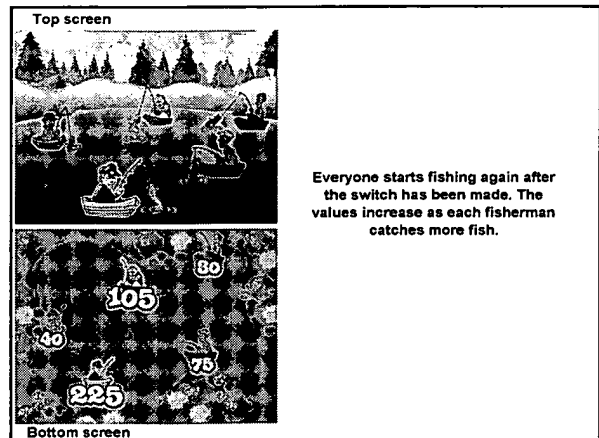 Top screen
Everyone starts fishing again after
the switch has been made. The
values increase as each fisherman
catches more fish.
80
105
40
75
225
Bottom screen